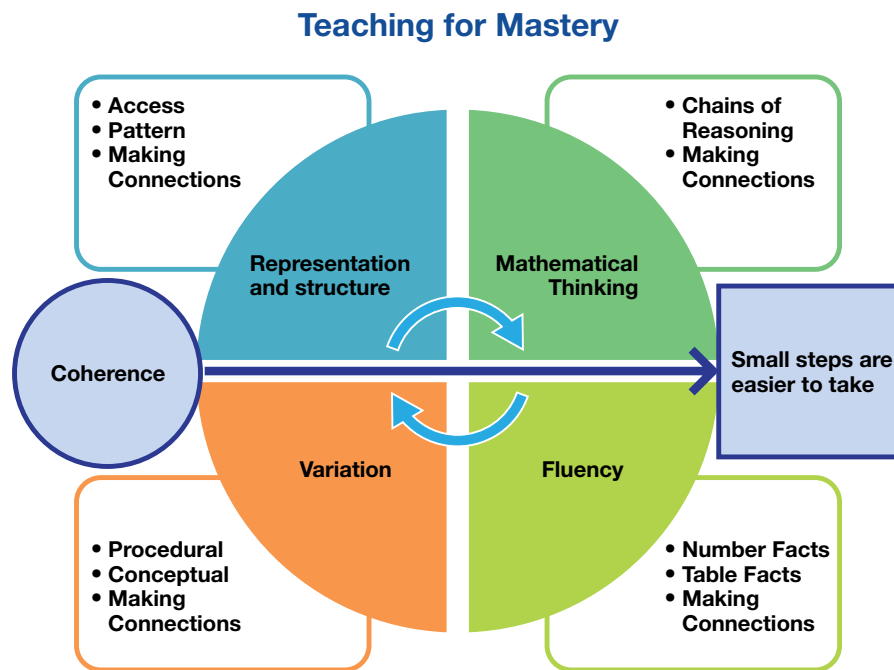 Teaching for Mastery
• Access
• Pattern
• Making
Connections
• Chains of
Reasoning
• Making
Connections
Representation
and structure
Mathematical
Thinking
Coherence
Small steps are
easier to take
Variation
Fluency
• Procedural
• Conceptual
• Making
Connections
• Number Facts
• Table Facts
• Making
Connections